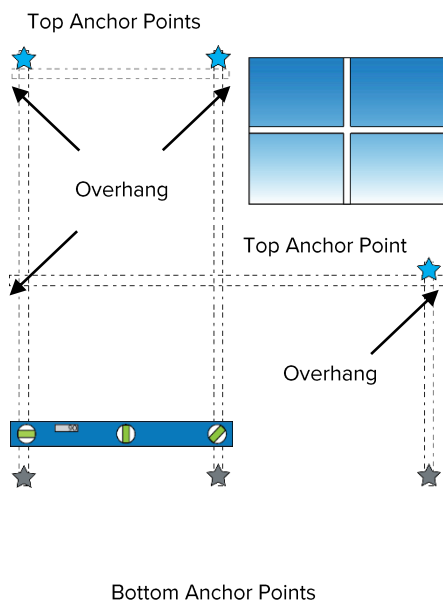 Top Anchor Points
Overhang
Top Anchor Point
Overhang
Bottom Anchor Points